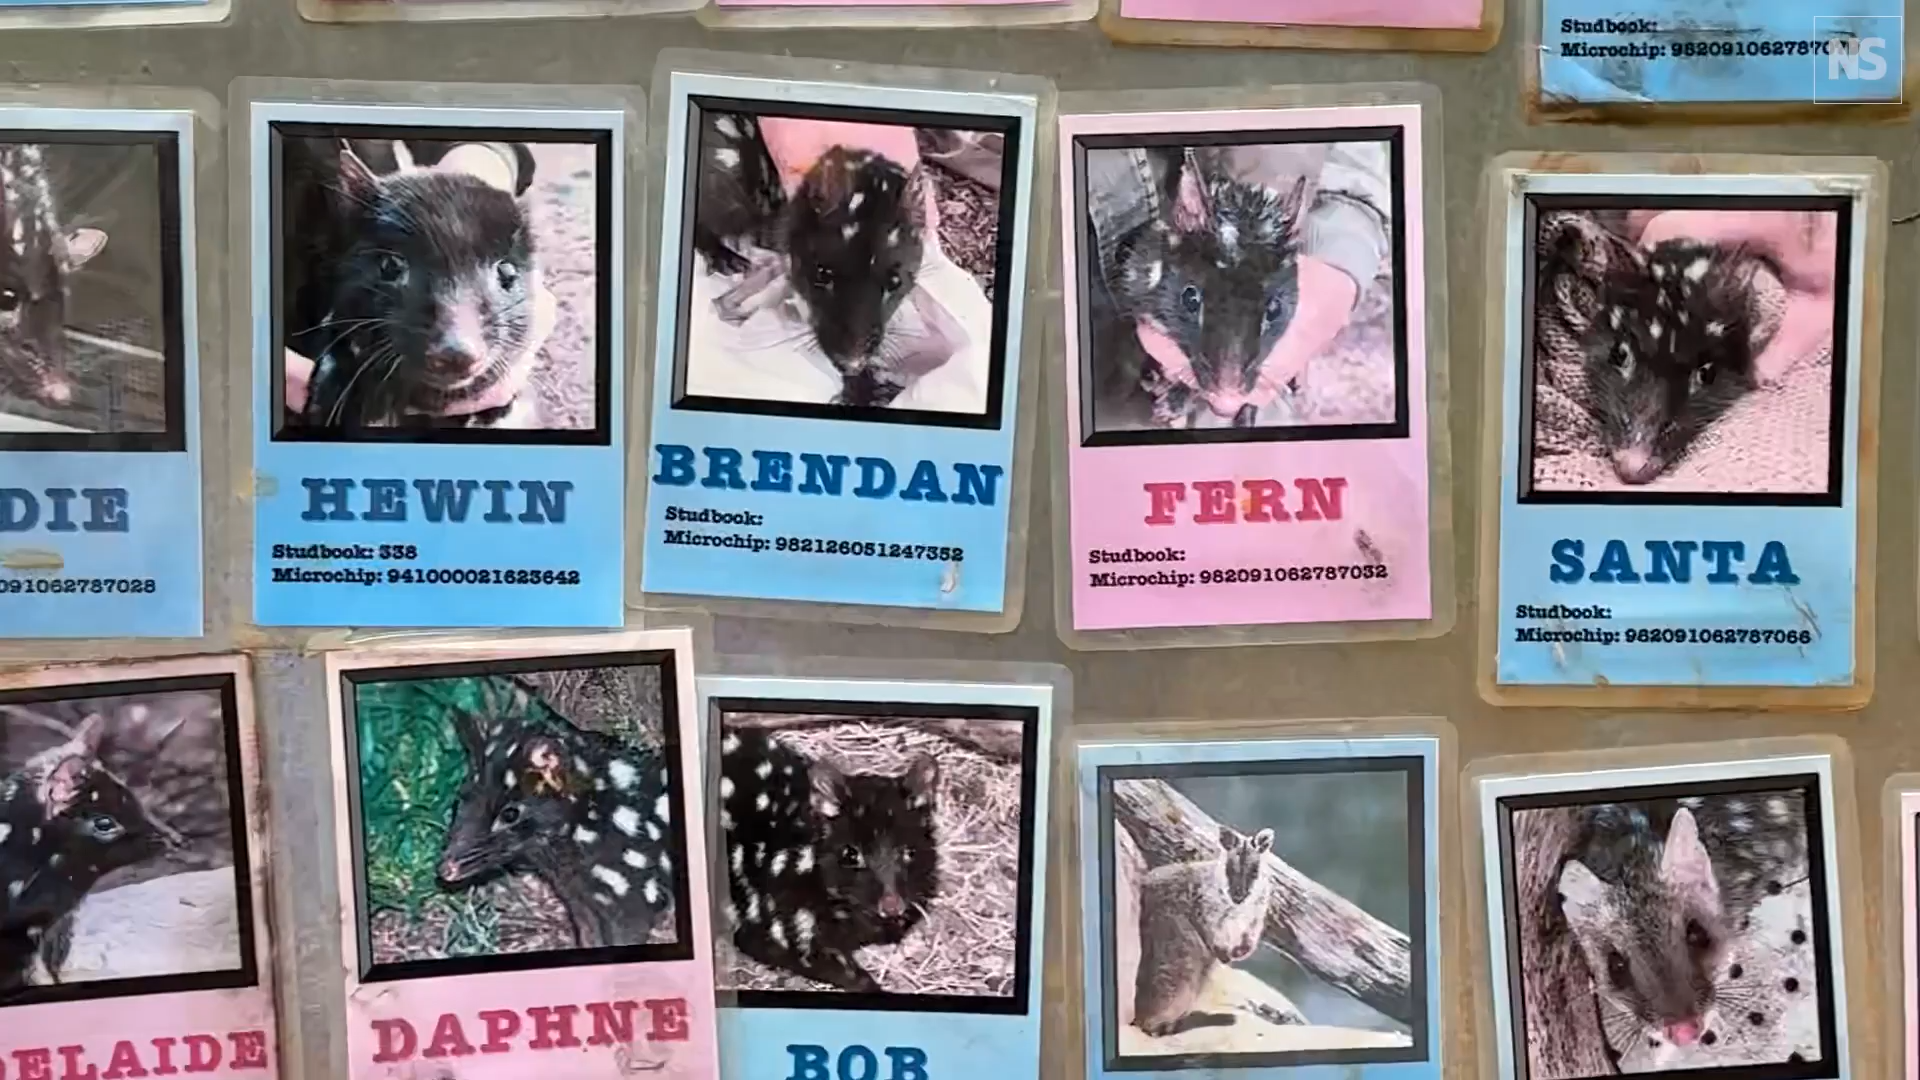 Studbook:
Microchip: 9820910627870
NS
DIE
091062787028
HEWIN
Studbook: 338
Microchip: 941000021623642
BRENDAN
Studbook:
Microchip: 982126051247352
FERN
Studbook:
Microchip: 982091062787032
SANTA
Studbook:
Microchip: 982091062787066
DELAIDE
DAPHNE
BOB